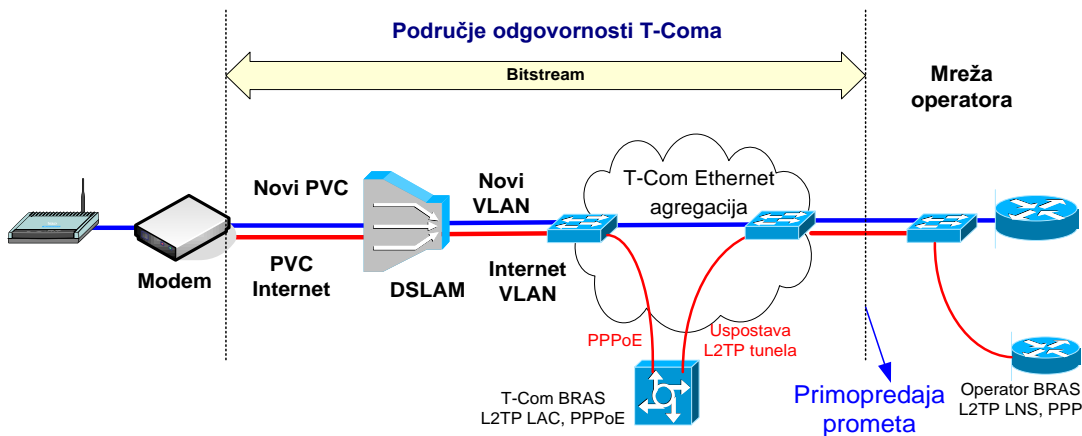 Područje odgovornosti T-Coma
Bitstream
Mreža
operatora
Novi PVC
Novi
VLAN
T-Com Ethernet
agregacija
Modem
PVC
Internet
DSLAM
Internet
VLAN
PPPoE
Uspostava
L2TP tunela
T-Com BRAS
L2TP LAC, PPPoE
Primopredaja
prometa
Operator BRAS
L2TP LNS, PPP